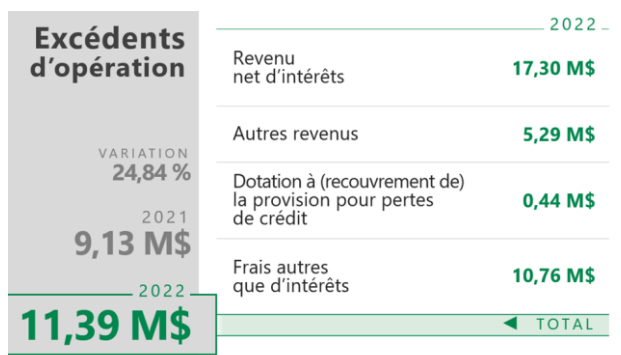 Excédents
d'opération
VARIATION
24,84 %
2021
9,13 M$
2022
11,39 M$
2022
Revenu
net d'intérêts
17,30 M$
Autres revenus
5,29 M$
Dotation à (recouvrement de)
la provision pour pertes
de crédit
0,44 M$
Frais autres
que d'intérêts
10,76 M$
TOTAL